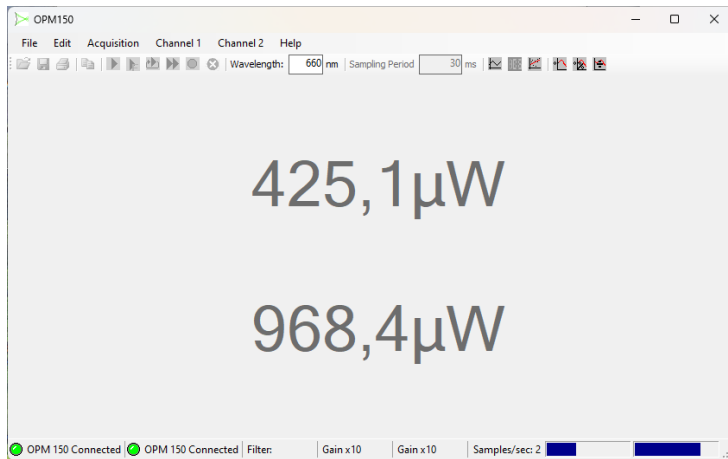 OPM150
File Edit Acquisition Channel 1 Channel 2 Help
Wavelength: 660 nm Sampling Period 30 ms
425,1µW
968,4µW
OPM 150 Connected OPM 150 Connected Filter: Gain x10 Gain x10 Samples/sec: 2